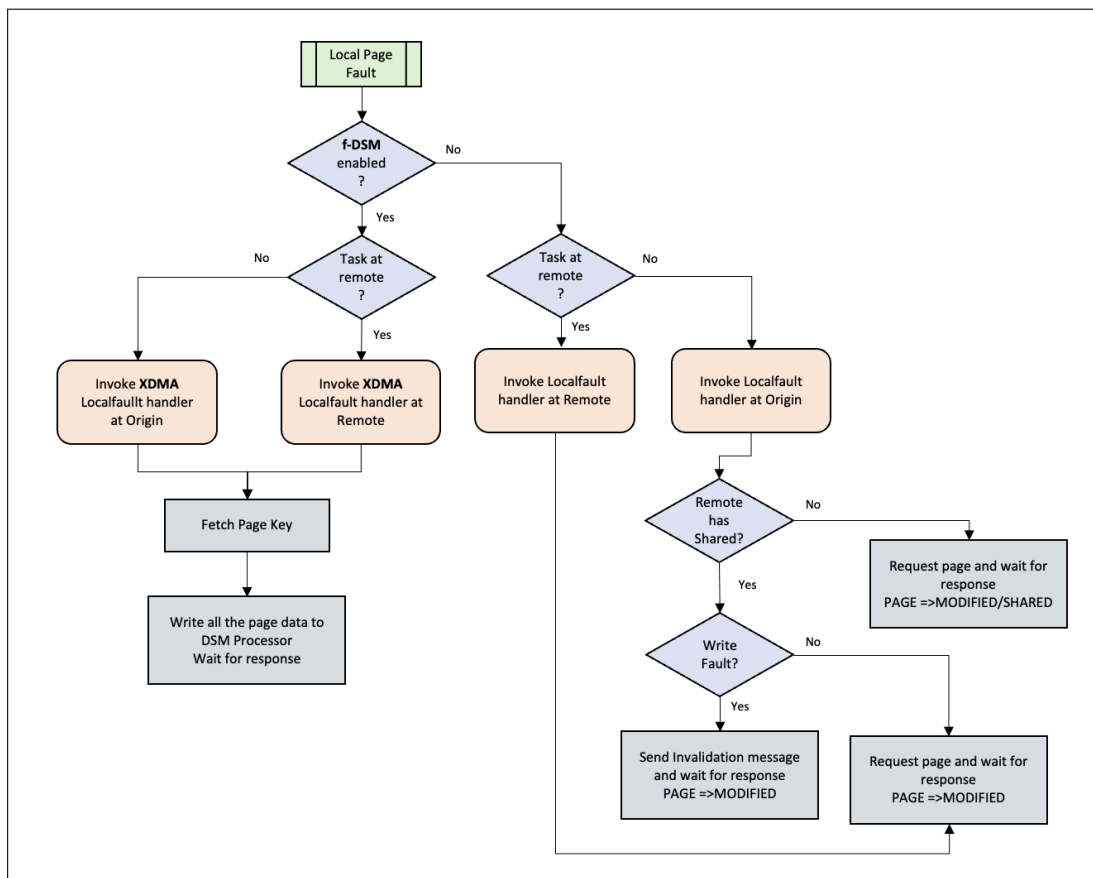 Local Page
Fault
f-DSM
enabled
?
No
Yes
No
Task at
remote
?
Task at
remote
?
No
Yes
Yes
Invoke XDMA
Localfaullt handler
at Origin
Invoke XDMA
Localfault handler at
Remote
Invoke Localfault
handler at Remote
Invoke Localfault
handler at Origin
Fetch Page Key
Remote
has
Shared?
No
Request page and wait for
response
PAGE =>MODIFIED/SHARED
Yes
Write all the page data to
DSM Processor
Wait for response
Write
Fault?
No
Yes
Send Invalidation message
and wait for response
PAGE =>MODIFIED
Request page and wait for
response
PAGE =>MODIFIED